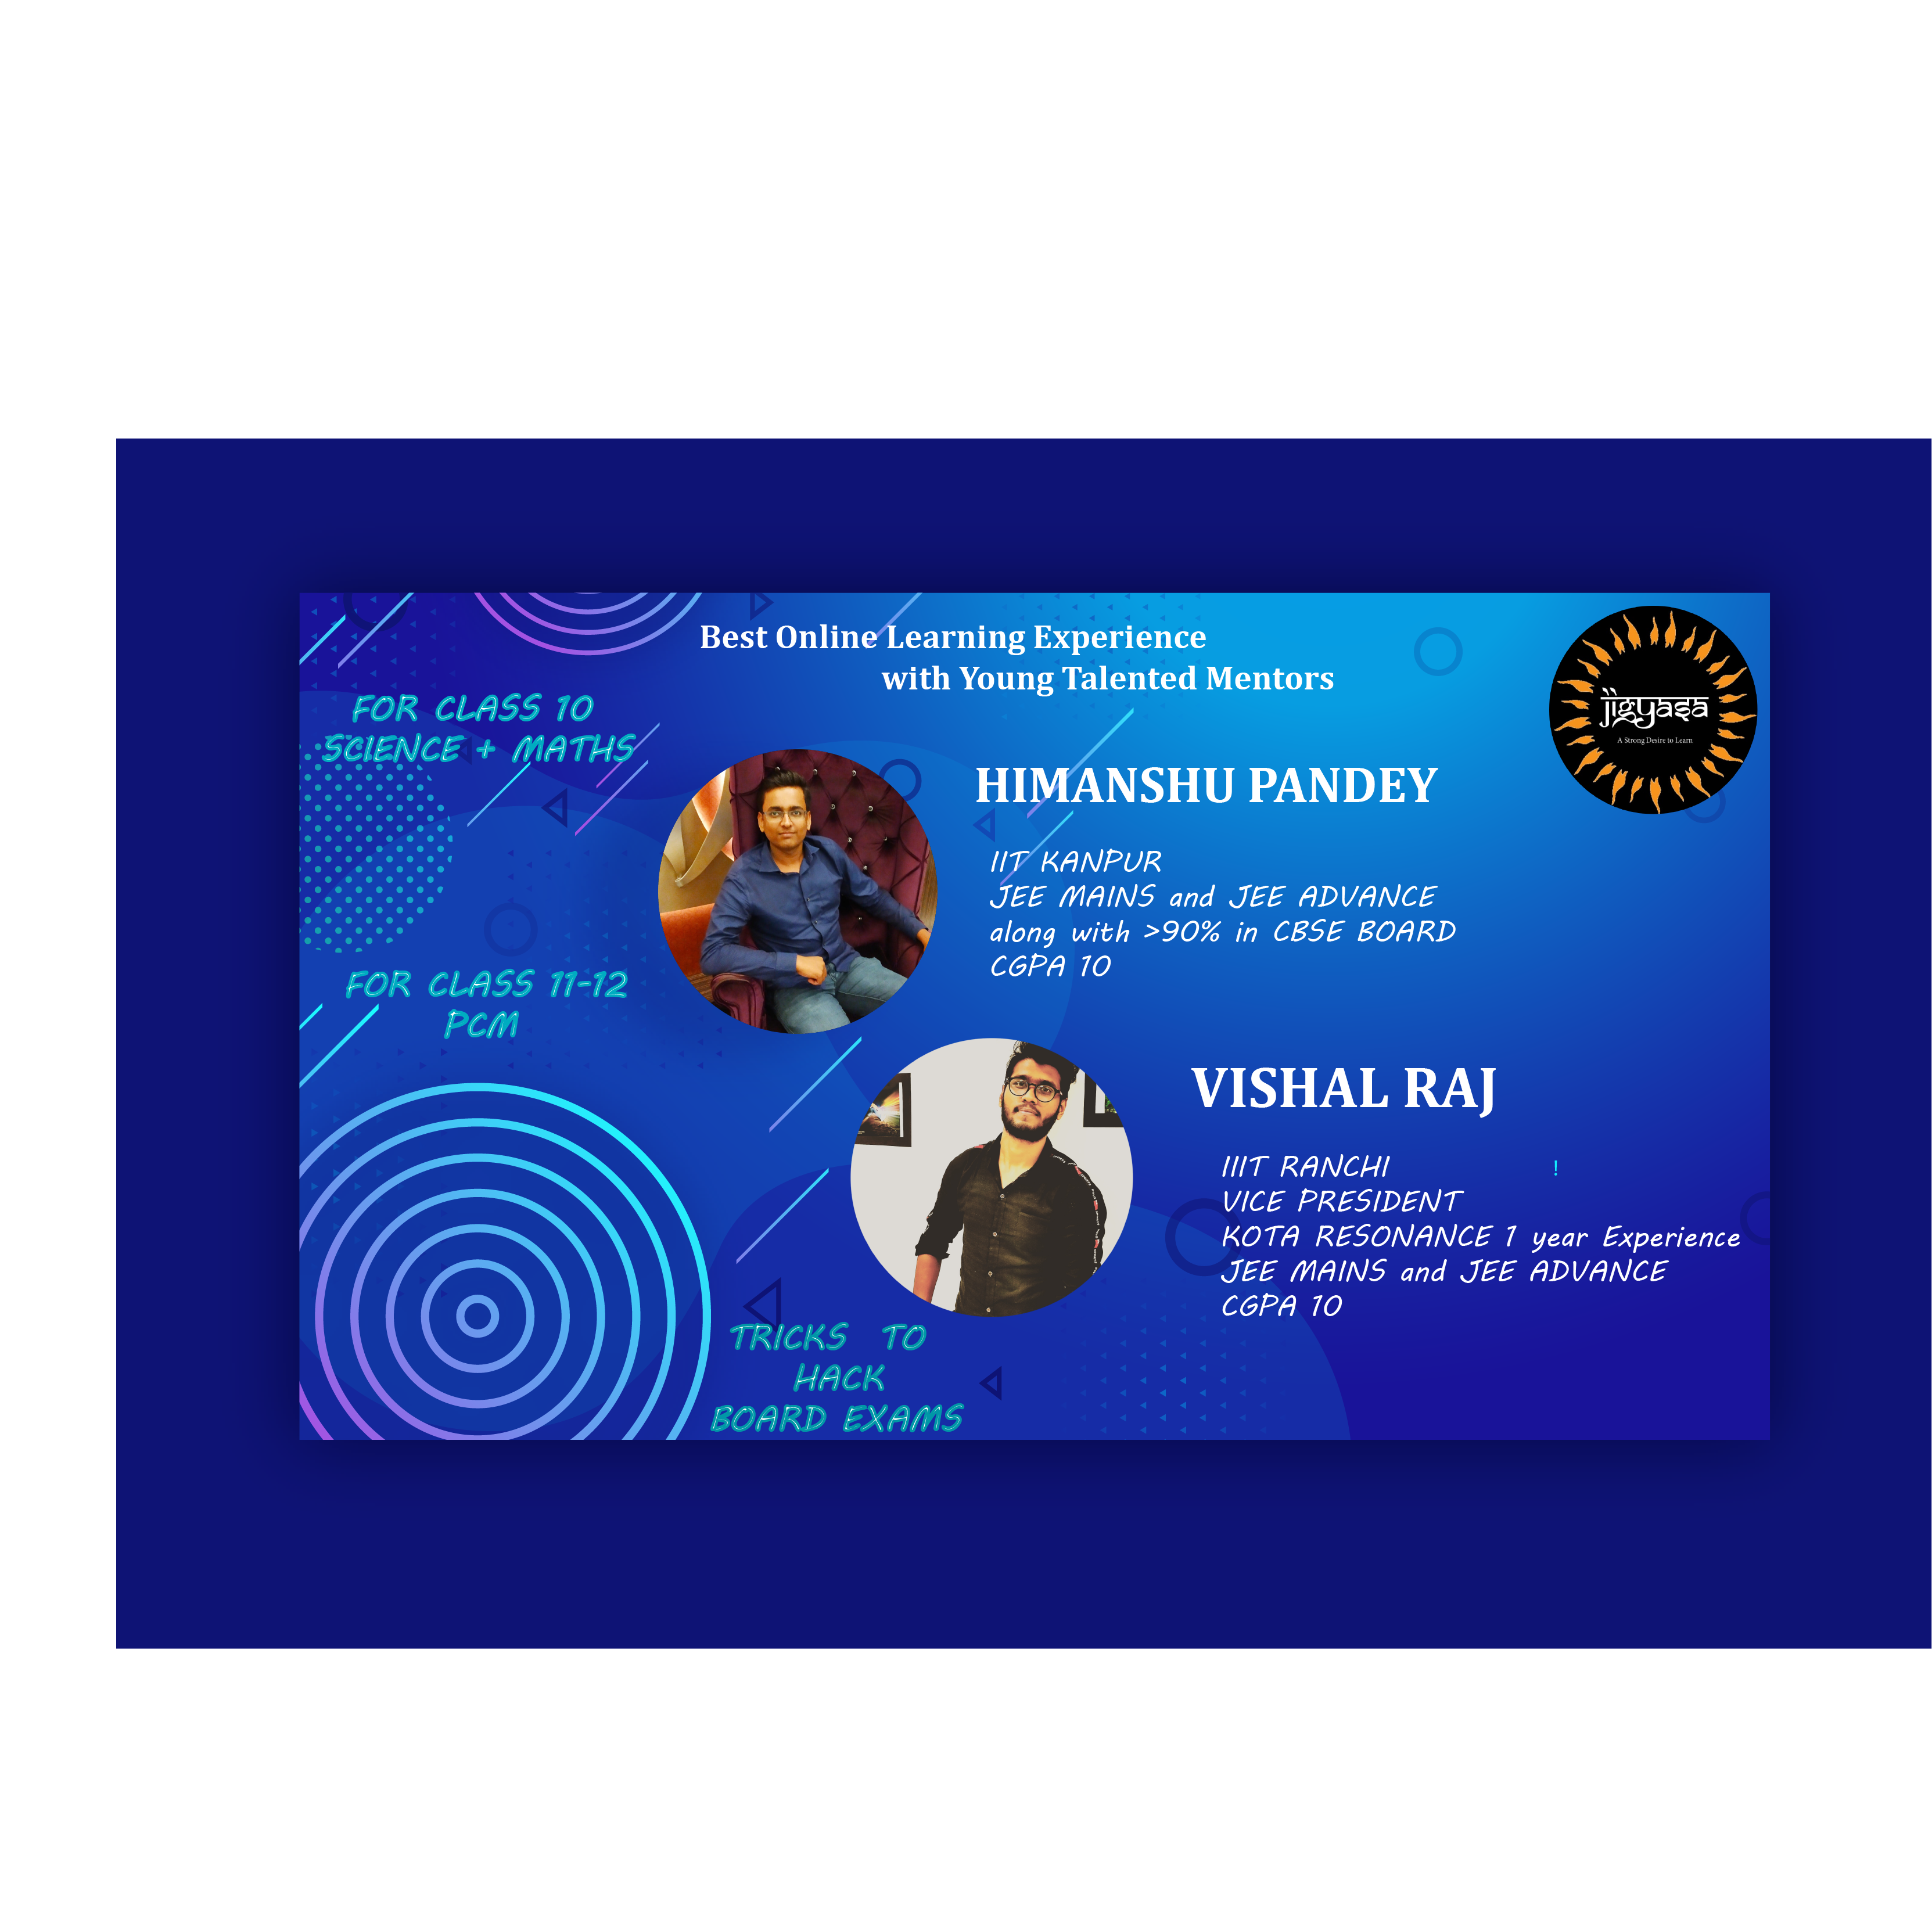 Best Online Learning Experience
with Young Talented Mentors
jigyasa
A Strong Desire to Learn
FOR CLASS 10
SCIENCE + MATHS
HIMANSHU PANDEY
IIT KANPUR
JEE MAINS and JEE ADVANCE
along with >90% in CBSE BOARD
CGPA 10
FOR CLASS 11-12
PCM
VISHAL RAJ
IIIT RANCHI
!
VICE PRESIDENT
KOTA RESONANCE 1 year Experience
JEE MAINS and JEE ADVANCE
CGPA 10
TRICKS TO
HACK
BOARD EXAMS